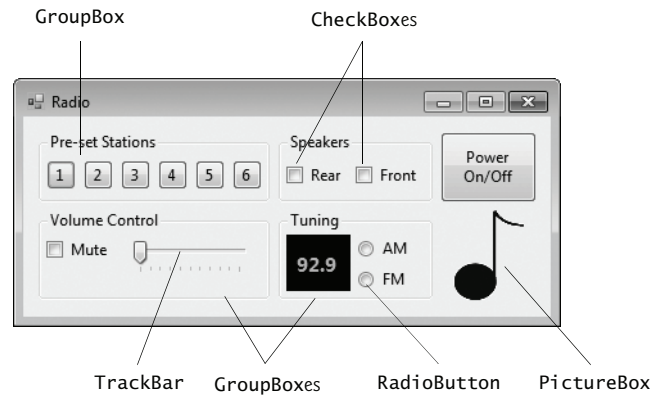 GroupBox
CheckBoxes
Radio
Pre-set Stations
1 2 3 4 5 6
Speakers
Rear Front
Power
On/Off
Volume Control
Mute
Tuning
92.9
AM
FM
TrackBar
GroupBoxes
RadioButton
PictureBox